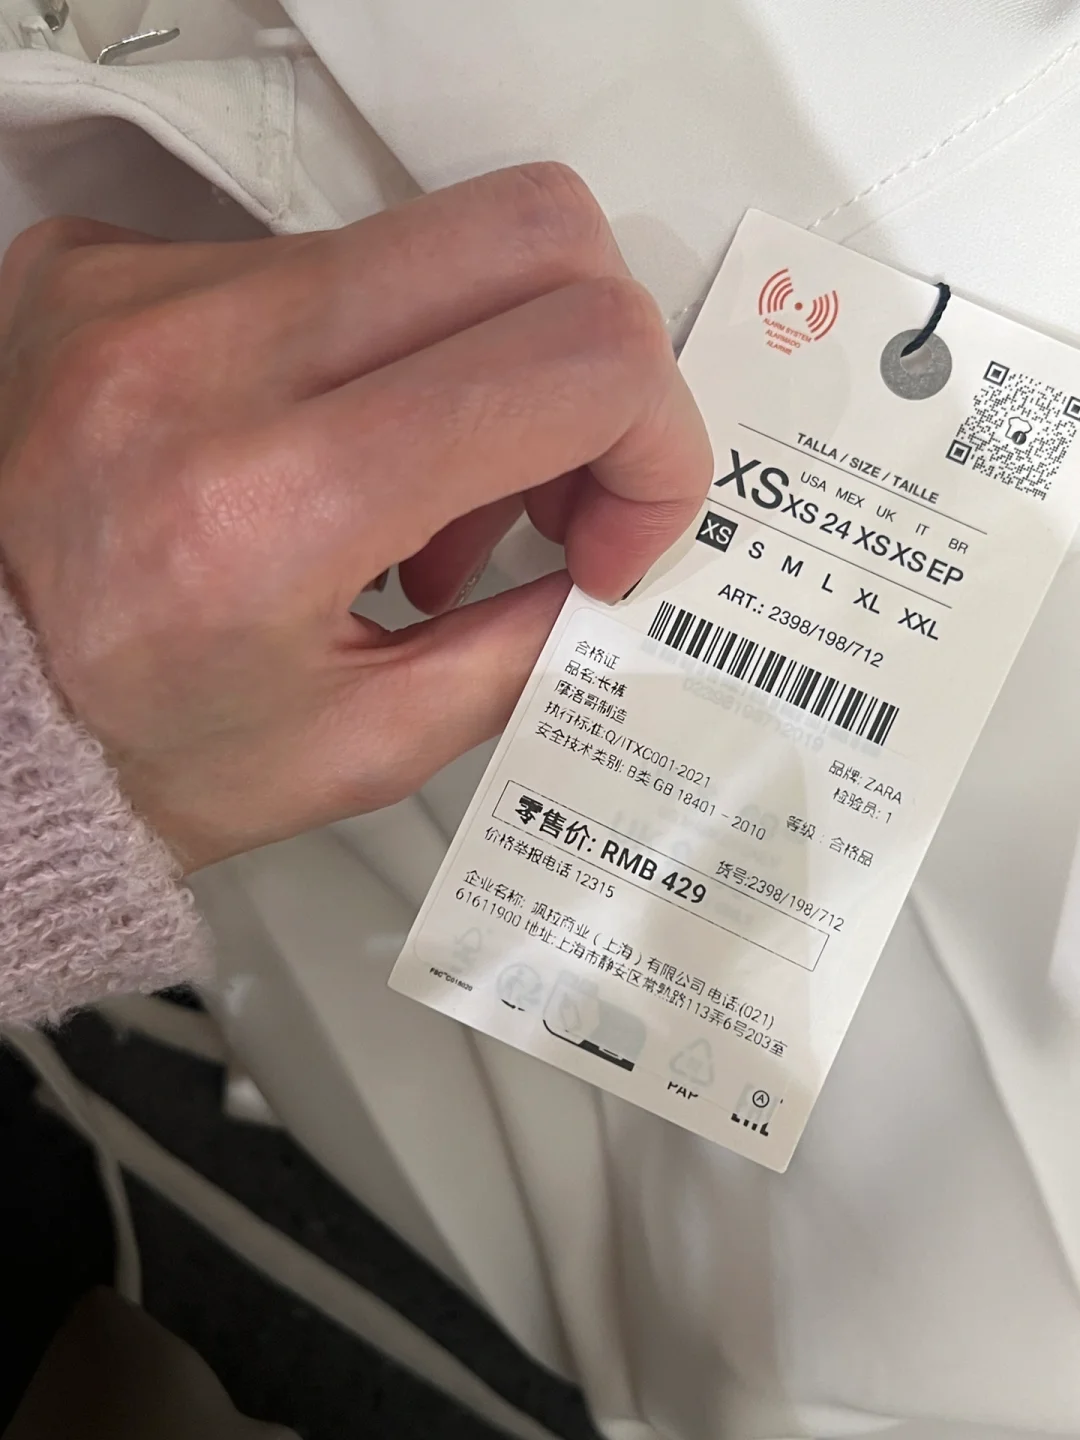 ALARM SYSTEM
ALARMADO
ALARME
TALLA / SIZE / TAILLE
USA MEX UK IT BR
XS XS 24 XS XS EP
XS S M L XL XXL
ART.: 2398/198/712
合格证
品名:长裤
摩洛哥制造
执行标准:Q/ITXC001-2021
安全技术类别: B类 GB 18401 - 2010
品牌: ZARA
检验员: 1
等级: 合格品
货号:2398/198/712
零售价: RMB 429
价格举报电话 12315
企业名称: 飒拉商业(上海)有限公司 电话:(021)
61611900 地址:上海市静安区常熟路113弄6号203室
PAP
A